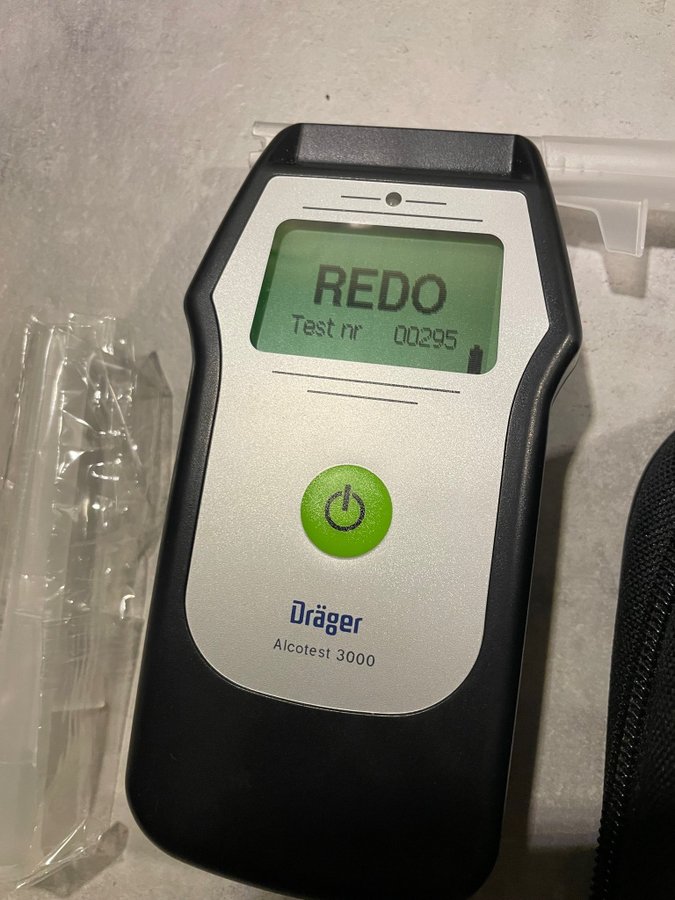 REDO
Test nr 00295
Dräger
Alcotest 3000